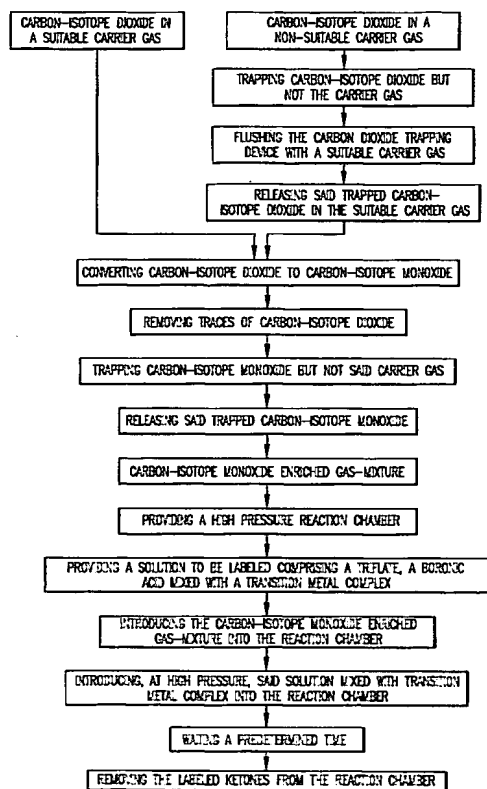 CARBON-ISOTOPE DIOXIDE IN
A SUITABLE CARRIER GAS
CARBON-ISOTOPE DIOXIDE IN A
NON-SUITABLE CARRIER GAS
TRAPPING CARBON-ISOTOPE DIOXIDE BUT
NOT THE CARRIER GAS
FLUSHING THE CARBON DIOXIDE TRAPPING
DEVICE WITH A SUITABLE CARRIER GAS
RELEASING SAID TRAPPED CARBON-
ISOTOPE DIOXIDE IN THE SUITABLE CARRIER GAS
CONVERTING CARBON-ISOTOPE DIOXIDE TO CARBON-ISOTOPE MONOXIDE
REMOVING TRACES OF CARBON-ISOTOPE DIOXIDE
TRAPPING CARBON-ISOTOPE MONOXIDE BUT NOT SAID CARRIER GAS
RELEASING SAID TRAPPED CARBON-ISOTOPE MONOXIDE
CARBON-ISOTOPE MONOXIDE ENRICHED GAS-MIXTURE
PROVIDING A HIGH PRESSURE REACTION CHAMBER
PROVIDING A SOLUTION TO BE LABELED COMPRISING A TRIFLATE, A BORONIC
ACID MIXED WITH A TRANSITION METAL COMPLEX
INTRODUCING THE CARBON-ISOTOPE MONOXIDE ENRICHED
GAS-MIXTURE INTO THE REACTION CHAMBER
INTRODUCING, AT HIGH PRESSURE, SAID SOLUTION MIXED WITH TRANSITION
METAL COMPLEX INTO THE REACTION CHAMBER
WAITING A PREDETERMINED TIME
REMOVING THE LABELED KETONES FROM THE REACTION CHAMBER